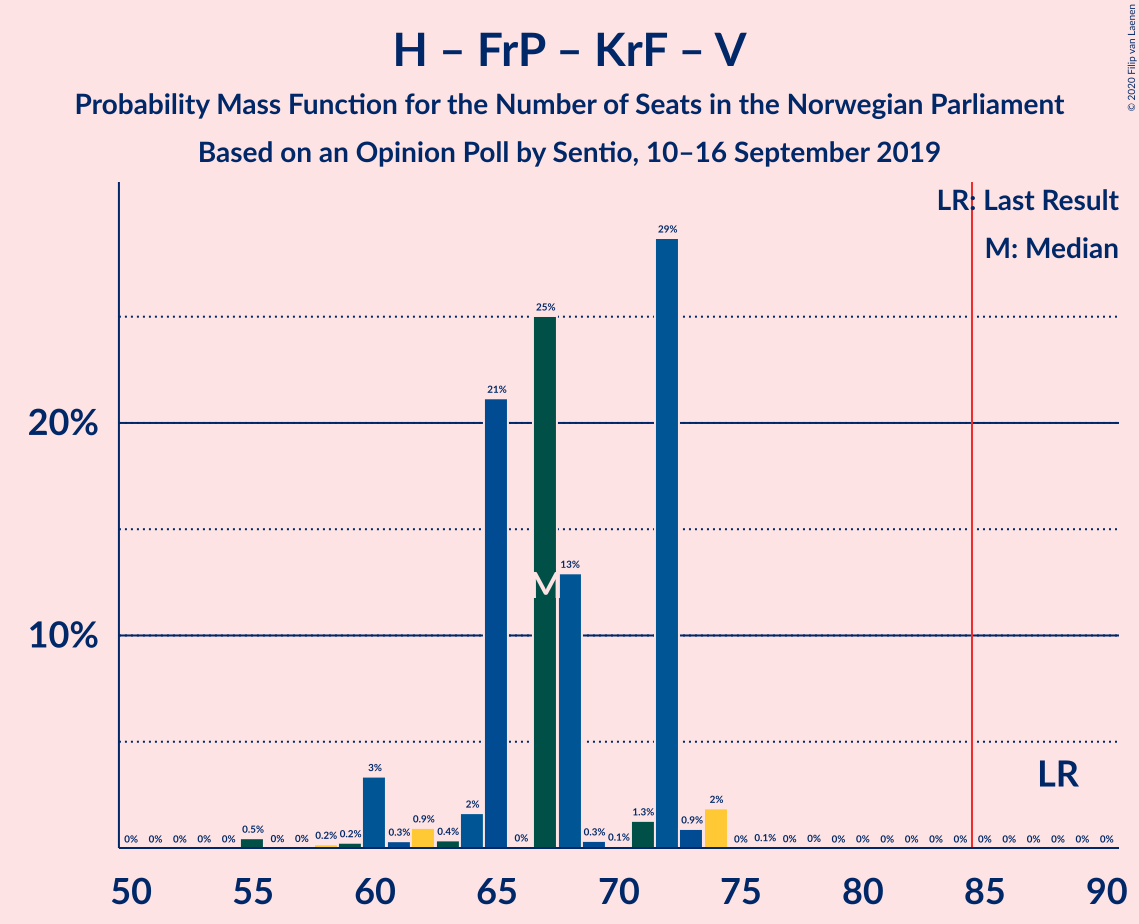 H – FrP – KrF – V
Probability Mass Function for the Number of Seats in the Norwegian Parliament
Based on an Opinion Poll by Sentio, 10–16 September 2019
© 2020 Filip van Laenen
LR: Last Result
M: Median
29%
25%
21%
20%
13%
M
10%
LR
0% 0% 0% 0% 0% 0.5% 0% 0% 0.2% 0.2% 3% 0.3% 0.9% 0.4% 2% 0% 0.3% 0.1% 1.3% 0.9% 2% 0% 0.1% 0% 0% 0% 0% 0% 0% 0% 0% 0% 0% 0% 0% 0% 0%
50 55 60 65 70 75 80 85 90